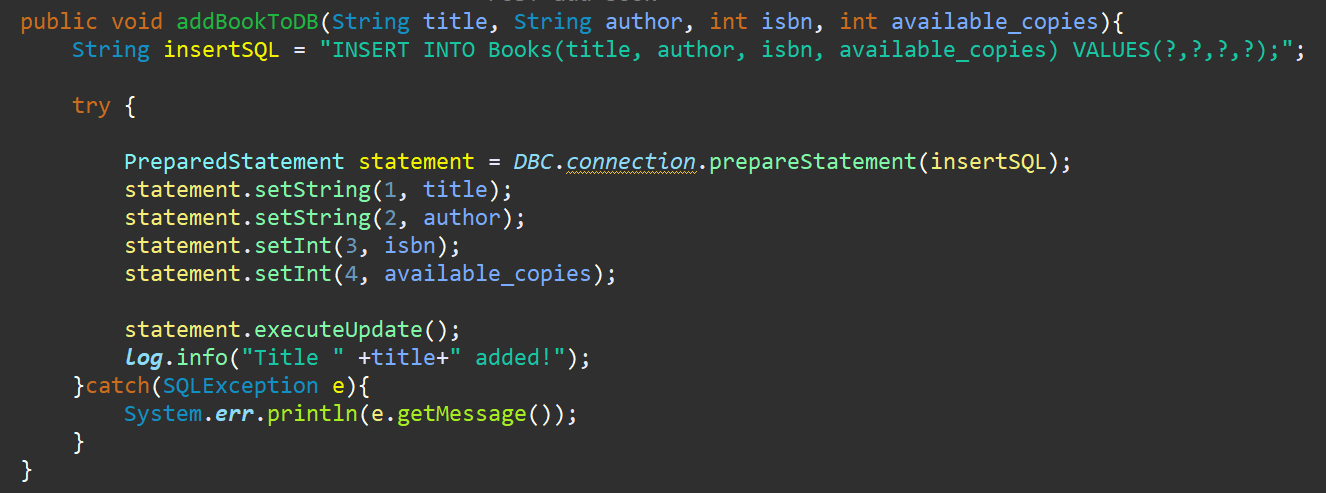 public void addBookToDB(String title, String author, int isbn, int available_copies){
    String insertSQL = "INSERT INTO Books(title, author, isbn, available_copies) VALUES(?,?,?,?);";

    try {

        PreparedStatement statement = DBC.connection.prepareStatement(insertSQL);
        statement.setString(1, title);
        statement.setString(2, author);
        statement.setInt(3, isbn);
        statement.setInt(4, available_copies);

        statement.executeUpdate();
        log.info("Title " +title+" added!");
    }catch(SQLException e){
        System.err.println(e.getMessage());
    }
}